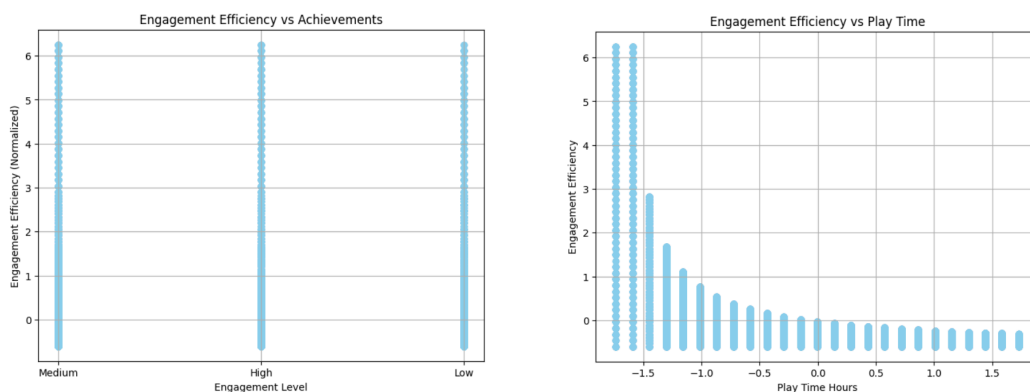 Engagement Efficiency vs Achievements
Engagement Efficiency (Normalized)
6
5
4
3
2
1
0
Medium
High
Low
Engagement Level
Engagement Efficiency vs Play Time
Engagement Efficiency
6
5
4
3
2
1
0
−1.5
−1.0
−0.5
0.0
0.5
1.0
1.5
Play Time Hours